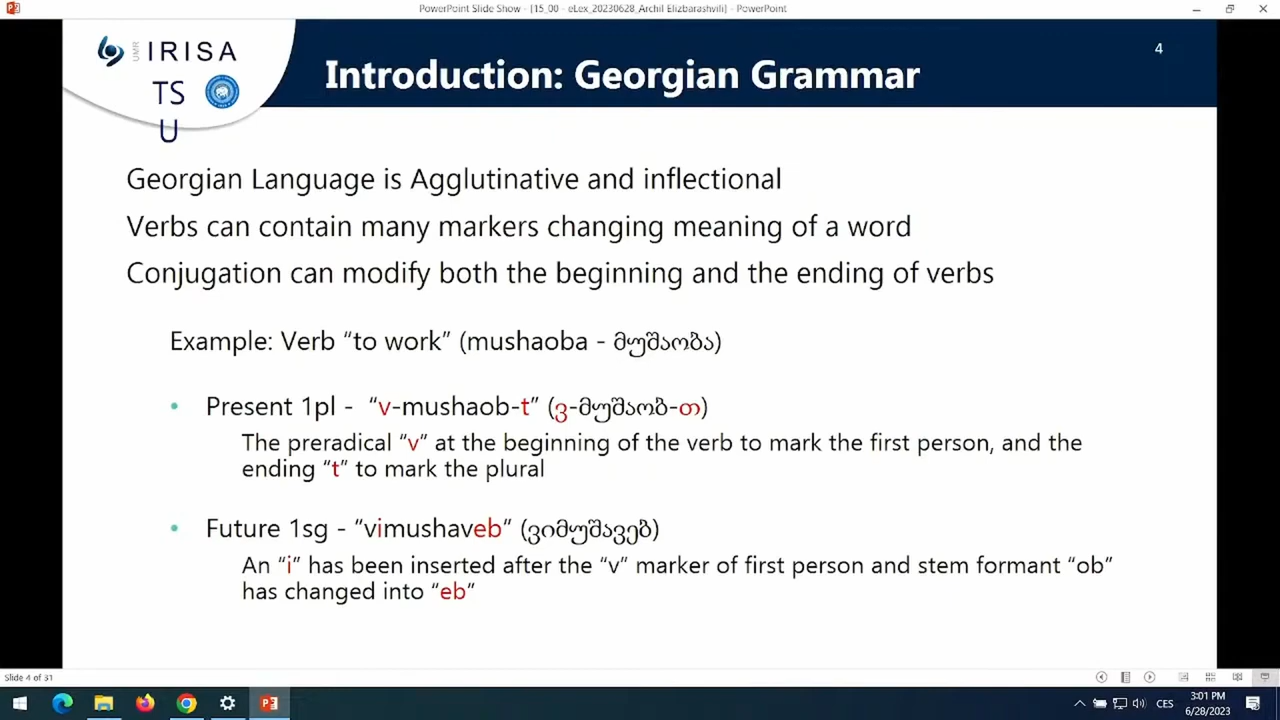 PowerPoint Slide Show - [15_00 - eLex_20230628_Archil Elizbarashvili] - PowerPoint
UMR IRISA
TS
U
Introduction: Georgian Grammar
4
Georgian Language is Agglutinative and inflectional
Verbs can contain many markers changing meaning of a word
Conjugation can modify both the beginning and the ending of verbs
Example: Verb “to work” (mushaoba - მუშაობა)
• Present 1pl - “v-mushaob-t” (ვ-მუშაობ-თ)
The preradical “v” at the beginning of the verb to mark the first person, and the
ending “t” to mark the plural
• Future 1sg - “vimushaveb” (ვიმუშავებ)
An “i” has been inserted after the “v” marker of first person and stem formant “ob”
has changed into “eb”
Slide 4 of 31
CES
3:01 PM
6/28/2023